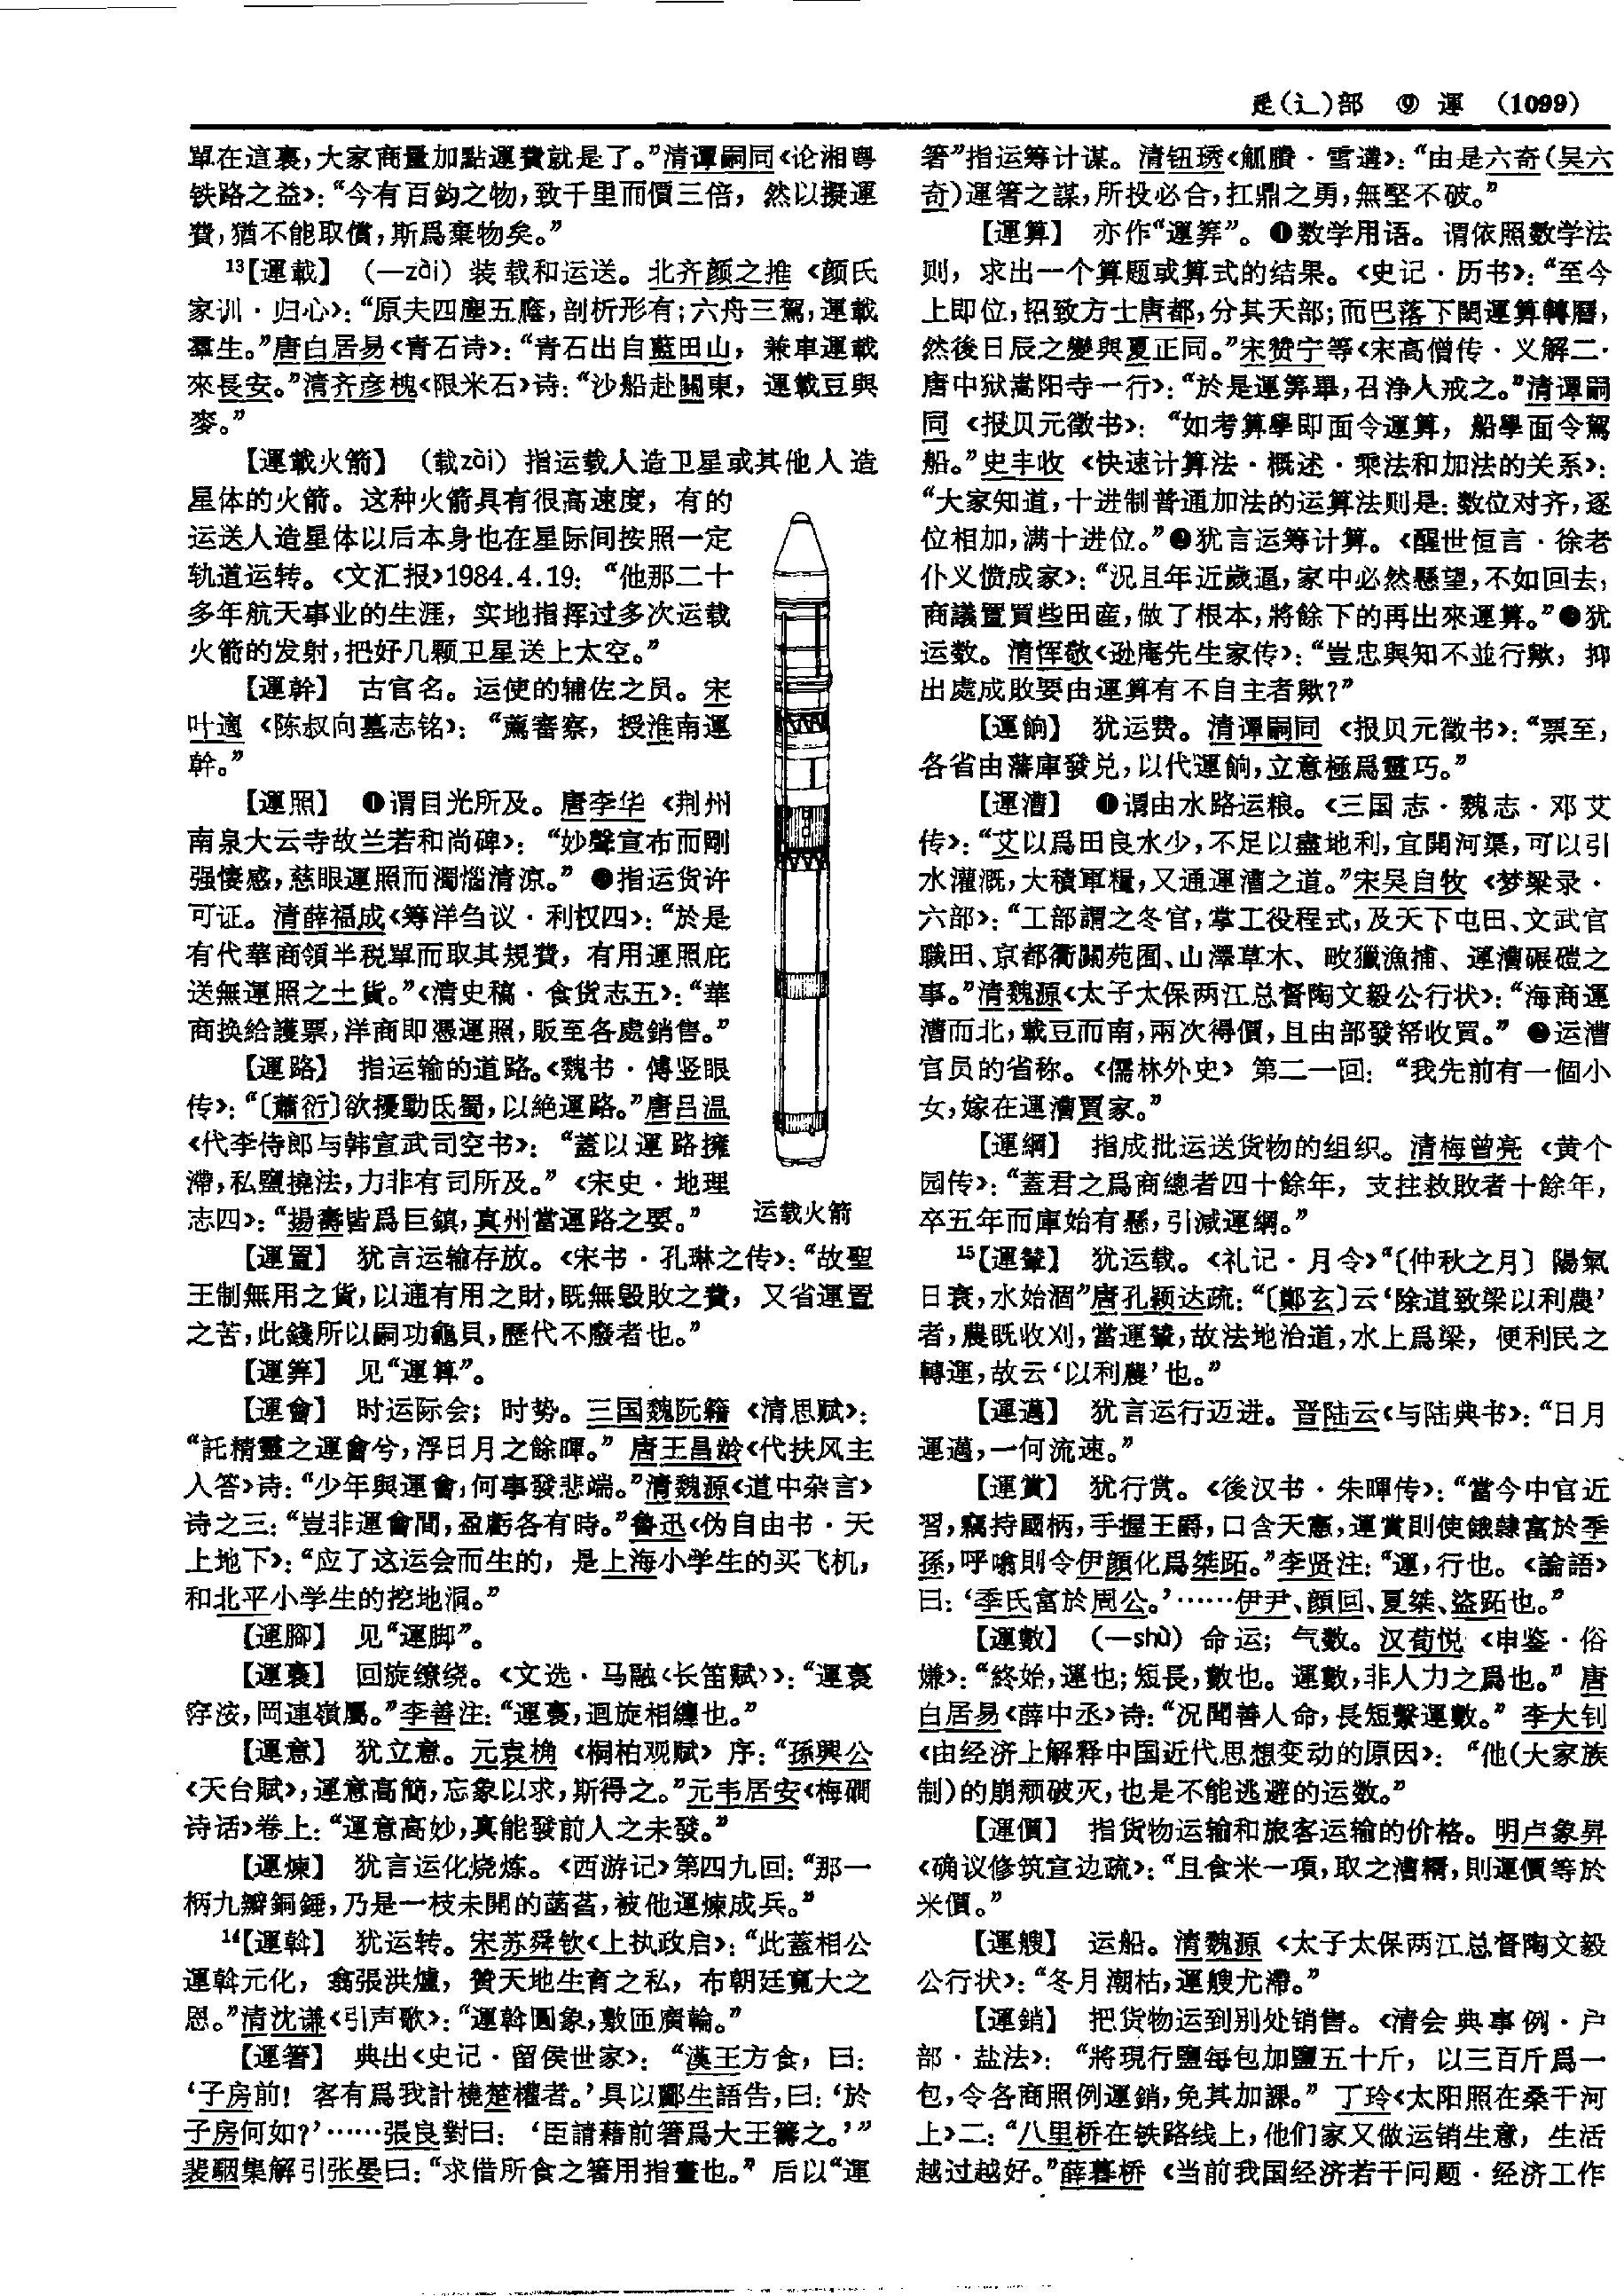 辵(辶)部 ⑨ 運 (1099)
單在這裏，大家商量加點運費就是了。”清谭嗣同《论湘粤
铁路之益》：“今有百鈞之物，致千里而價三倍，然以擬運
費，猶不能取償，斯爲棄物矣。”
13【運載】 （—zài）装载和运送。北齐颜之推《颜氏
家训·归心》：“原夫四塵五廕，剖析形有；六舟三駕，運載
羣生。”唐白居易《青石诗》：“青石出自藍田山，兼車運載
來長安。”清齐彦槐《限米石》诗：“沙船赴關東，運載豆與
麥。”
【運載火箭】 （载zài）指运载人造卫星或其他人造
星体的火箭。这种火箭具有很高速度，有的
运送人造星体以后本身也在星际间按照一定
轨道运转。《文汇报》1984.4.19：“他那二十
多年航天事业的生涯，实地指挥过多次运载
火箭的发射，把好几颗卫星送上太空。”
【運幹】 古官名。运使的辅佐之员。宋
叶適《陈叔向墓志铭》：“薦審察，授淮南運
幹。”
【運照】 ❶谓目光所及。唐李华《荆州
南泉大云寺故兰若和尚碑》：“妙聲宣布而剛
强悽感，慈眼運照而濁惱清凉。”❷指运货许
可证。清薛福成《筹洋刍议·利权四》：“於是
有代華商領半税單而取其規費，有用運照庇
送無運照之土貨。”《清史稿·食货志五》：“華
商换給護票，洋商即憑運照，販至各處銷售。”
【運路】 指运输的道路。《魏书·傅竖眼
传》：“〔蕭衍〕欲擾動氐蜀，以絶運路。”唐吕温
《代李侍郎与韩宣武司空书》：“蓋以運路擁
滯，私鹽撓法，力非有司所及。”《宋史·地理
志四》：“揚壽皆爲巨鎮，真州當運路之要。”
运载火箭
【運置】 犹言运输存放。《宋书·孔琳之传》：“故聖
王制無用之貨，以通有用之財，既無毁敗之費，又省運置
之苦，此錢所以嗣功龜貝，歷代不廢者也。”
【運筭】 见“運算”。
【運會】 时运际会；时势。三国魏阮籍《清思赋》：
“託精靈之運會兮，浮日月之餘暉。”唐王昌龄《代扶风主
人答》诗：“少年與運會，何事發悲端。”清魏源《道中杂言》
诗之三：“豈非運會間，盈虧各有時。”鲁迅《伪自由书·天
上地下》：“应了这运会而生的，是上海小学生的买飞机，
和北平小学生的挖地洞。”
【運腳】 见“運脚”。
【運裛】 回旋缭绕。《文选·马融〈长笛赋〉》：“運裛
窏洝，岡連嶺屬。”李善注：“運裛，迴旋相纏也。”
【運意】 犹立意。元袁桷《桐柏观赋》序：“孫興公
《天台賦》，運意高簡，忘象以求，斯得之。”元韦居安《梅磵
诗话》卷上：“運意高妙，真能發前人之未發。”
【運煉】 犹言运化烧炼。《西游记》第四九回：“那一
柄九瓣銅錘，乃是一枝未開的菡萏，被他運煉成兵。”
14【運斡】 犹运转。宋苏舜钦《上执政启》：“此蓋相公
運斡元化，翕張洪爐，贊天地生育之私，布朝廷寬大之
恩。”清沈谦《引声歌》：“運斡圓象，敷匝廣輪。”
【運箸】 典出《史记·留侯世家》：“漢王方食，曰：
‘子房前！客有爲我計橈楚權者。’具以酈生語告，曰：‘於
子房何如？’……張良對曰：‘臣請藉前箸爲大王籌之。’”
裴駰集解引张晏曰：“求借所食之箸用指畫也。”后以“運
箸”指运筹计谋。清钮琇《觚賸·雪遘》：“由是六奇（吴六
奇）運箸之謀，所投必合，扛鼎之勇，無堅不破。”
【運算】 亦作“運筭”。❶数学用语。谓依照数学法
则，求出一个算题或算式的结果。《史记·历书》：“至今
上即位，招致方士唐都，分其天部；而巴落下閎運算轉曆，
然後日辰之變與夏正同。”宋赞宁等《宋高僧传·义解二·
唐中狱嵩阳寺一行》：“於是運筭畢，召净人戒之。”清谭嗣
同《报贝元徵书》：“如考算學即面令運算，船學面令駕
船。”史丰收《快速计算法·概述·乘法和加法的关系》：
“大家知道，十进制普通加法的运算法则是：数位对齐，逐
位相加，满十进位。”❷犹言运筹计算。《醒世恒言·徐老
仆义愤成家》：“況且年近歲逼，家中必然懸望，不如回去，
商議置買些田産，做了根本，將餘下的再出來運算。”❸犹
运数。清恽敬《逊庵先生家传》：“豈忠與知不並行歟，抑
出處成敗要由運算有不自主者歟？”
【運餉】 犹运费。清谭嗣同《报贝元徵书》：“票至，
各省由藩庫發兑，以代運餉，立意極爲靈巧。”
【運漕】 ❶谓由水路运粮。《三国志·魏志·邓艾
传》：“艾以爲田良水少，不足以盡地利，宜開河渠，可以引
水灌溉，大積軍糧，又通運漕之道。”宋吴自牧《梦粱录·
六部》：“工部謂之冬官，掌工役程式，及天下屯田、文武官
職田、京都衢關苑囿、山澤草木、畋獵漁捕、運漕碾磑之
事。”清魏源《太子太保两江总督陶文毅公行状》：“海商運
漕而北，載豆而南，兩次得價，且由部發帑收買。”❷运漕
官员的省称。《儒林外史》第二一回：“我先前有一個小
女，嫁在運漕賈家。”
【運綱】 指成批运送货物的组织。清梅曾亮《黄个
园传》：“蓋君之爲商總者四十餘年，支拄救敗者十餘年，
卒五年而庫始有懸，引減運綱。”
15【運輦】 犹运载。《礼记·月令》“〔仲秋之月〕陽氣
日衰，水始涸”唐孔颖达疏：“〔鄭玄〕云‘除道致梁以利農’
者，農既收刈，當運輦，故法地治道，水上爲梁，便利民之
轉運，故云‘以利農’也。”
【運邁】 犹言运行迈进。晋陆云《与陆典书》：“日月
運邁，一何流速。”
【運賞】 犹行赏。《後汉书·朱暉传》：“當今中官近
習，竊持國柄，手握王爵，口含天憲，運賞則使餓隸富於季
孫，呼噏則令伊顔化爲桀跖。”李贤注：“運，行也。《論語》
曰：‘季氏富於周公。’……伊尹、顔回、夏桀、盜跖也。”
【運數】 （—shù）命运；气数。汉荀悦《申鉴·俗
嫌》：“終始，運也；短長，數也。運數，非人力之爲也。”唐
白居易《薛中丞》诗：“況聞善人命，長短繫運數。”李大钊
《由经济上解释中国近代思想变动的原因》：“他（大家族
制）的崩颓破灭，也是不能逃避的运数。”
【運價】 指货物运输和旅客运输的价格。明卢象昇
《确议修筑宣边疏》：“且食米一項，取之漕糈，則運價等於
米價。”
【運艘】 运船。清魏源《太子太保两江总督陶文毅
公行状》：“冬月潮枯，運艘尤滯。”
【運銷】 把货物运到别处销售。《清会典事例·户
部·盐法》：“將現行鹽每包加鹽五十斤，以三百斤爲一
包，令各商照例運銷，免其加課。”丁玲《太阳照在桑干河
上》二：“八里桥在铁路线上，他们家又做运销生意，生活
越过越好。”薛暮桥《当前我国经济若干问题·经济工作